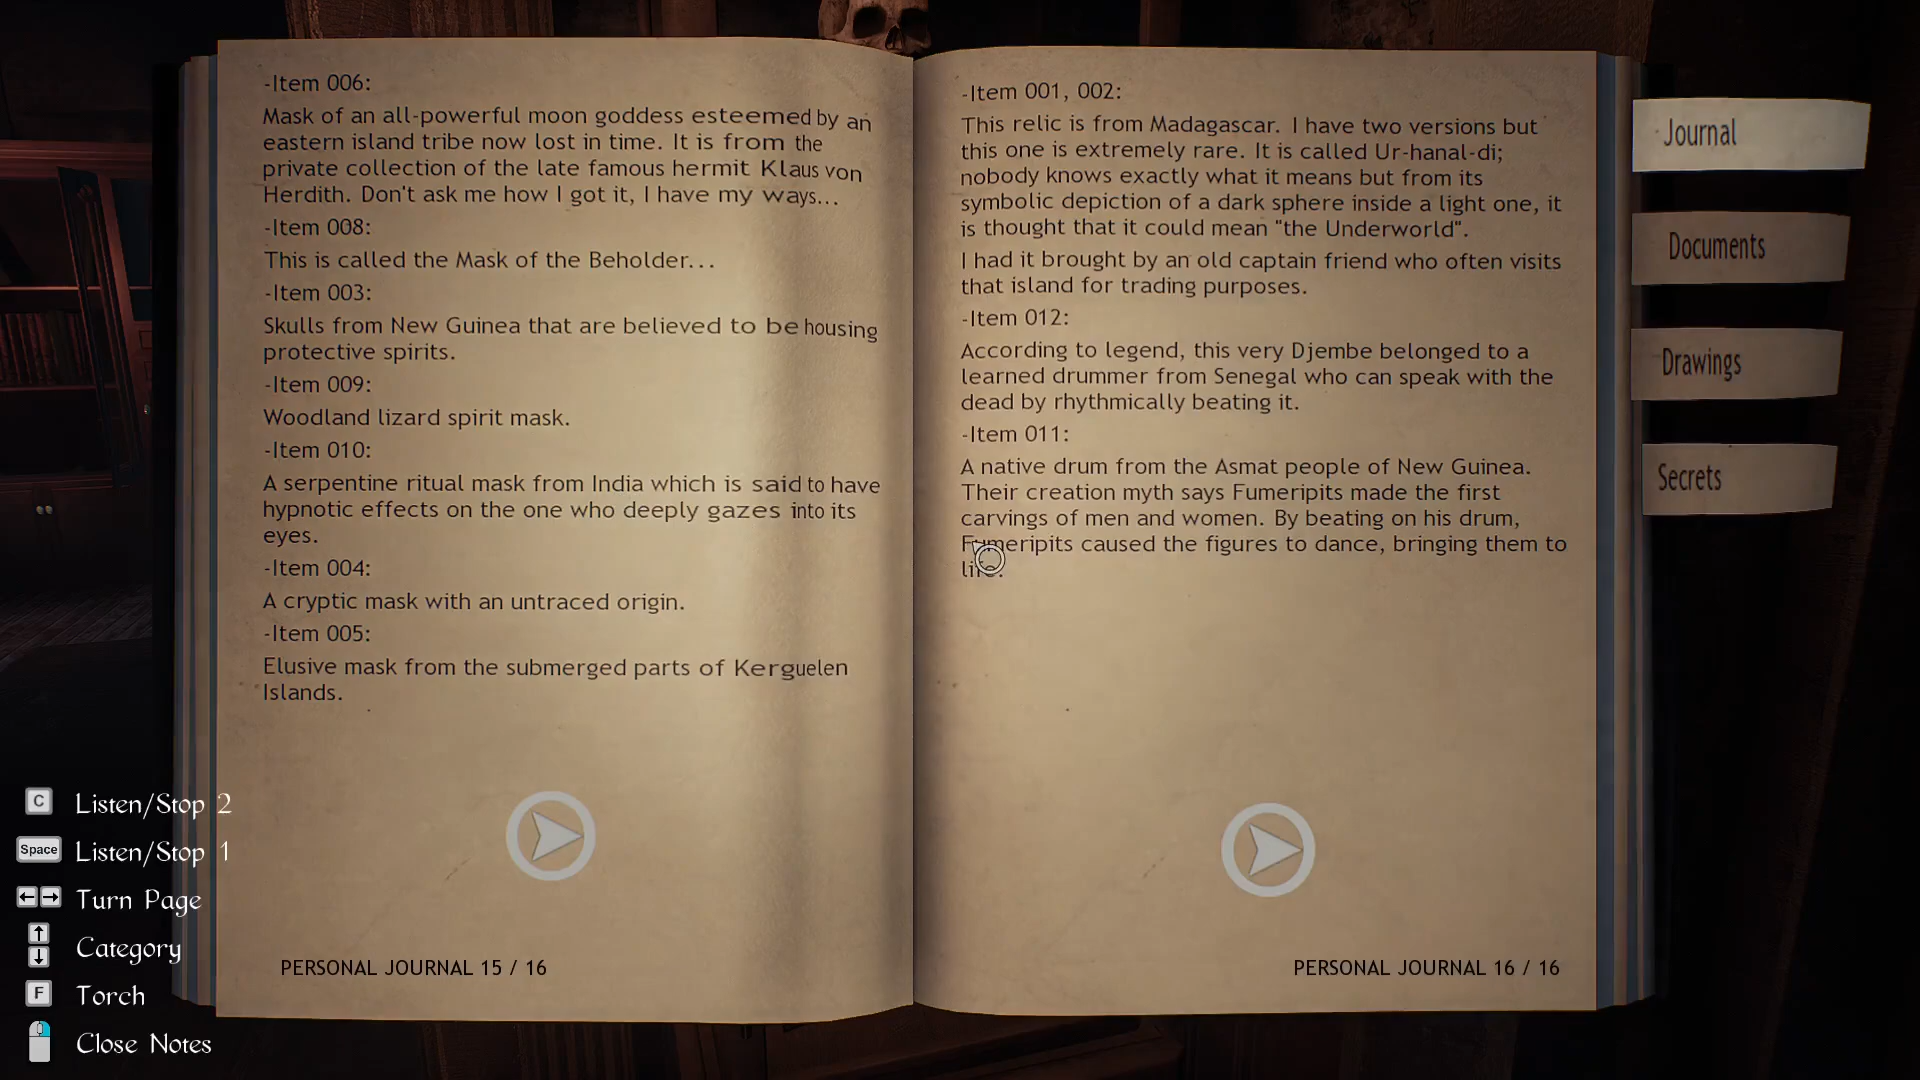 -Item 006:
Mask of an all-powerful moon goddess esteemed by an
eastern island tribe now lost in time. It is from the
private collection of the late famous hermit Klaus von
Herdith. Don't ask me how I got it, I have my ways...
-Item 008:
This is called the Mask of the Beholder...
-Item 003:
Skulls from New Guinea that are believed to be housing
protective spirits.
-Item 009:
Woodland lizard spirit mask.
-Item 010:
A serpentine ritual mask from India which is said to have
hypnotic effects on the one who deeply gazes into its
eyes.
-Item 004:
A cryptic mask with an untraced origin.
-Item 005:
Elusive mask from the submerged parts of Kerguelen
Islands.
PERSONAL JOURNAL 15 / 16
-Item 001, 002:
This relic is from Madagascar. I have two versions but
this one is extremely rare. It is called Ur-hanal-di;
nobody knows exactly what it means but from its
symbolic depiction of a dark sphere inside a light one, it
is thought that it could mean "the Underworld".
I had it brought by an old captain friend who often visits
that island for trading purposes.
-Item 012:
According to legend, this very Djembe belonged to a
learned drummer from Senegal who can speak with the
dead by rhythmically beating it.
-Item 011:
A native drum from the Asmat people of New Guinea.
Their creation myth says Fumeripits made the first
carvings of men and women. By beating on his drum,
Fumeripits caused the figures to dance, bringing them to
life.
PERSONAL JOURNAL 16 / 16
Journal
Documents
Drawings
Secrets
C Listen/Stop 2
Space Listen/Stop 1
Turn Page
Category
F Torch
Close Notes